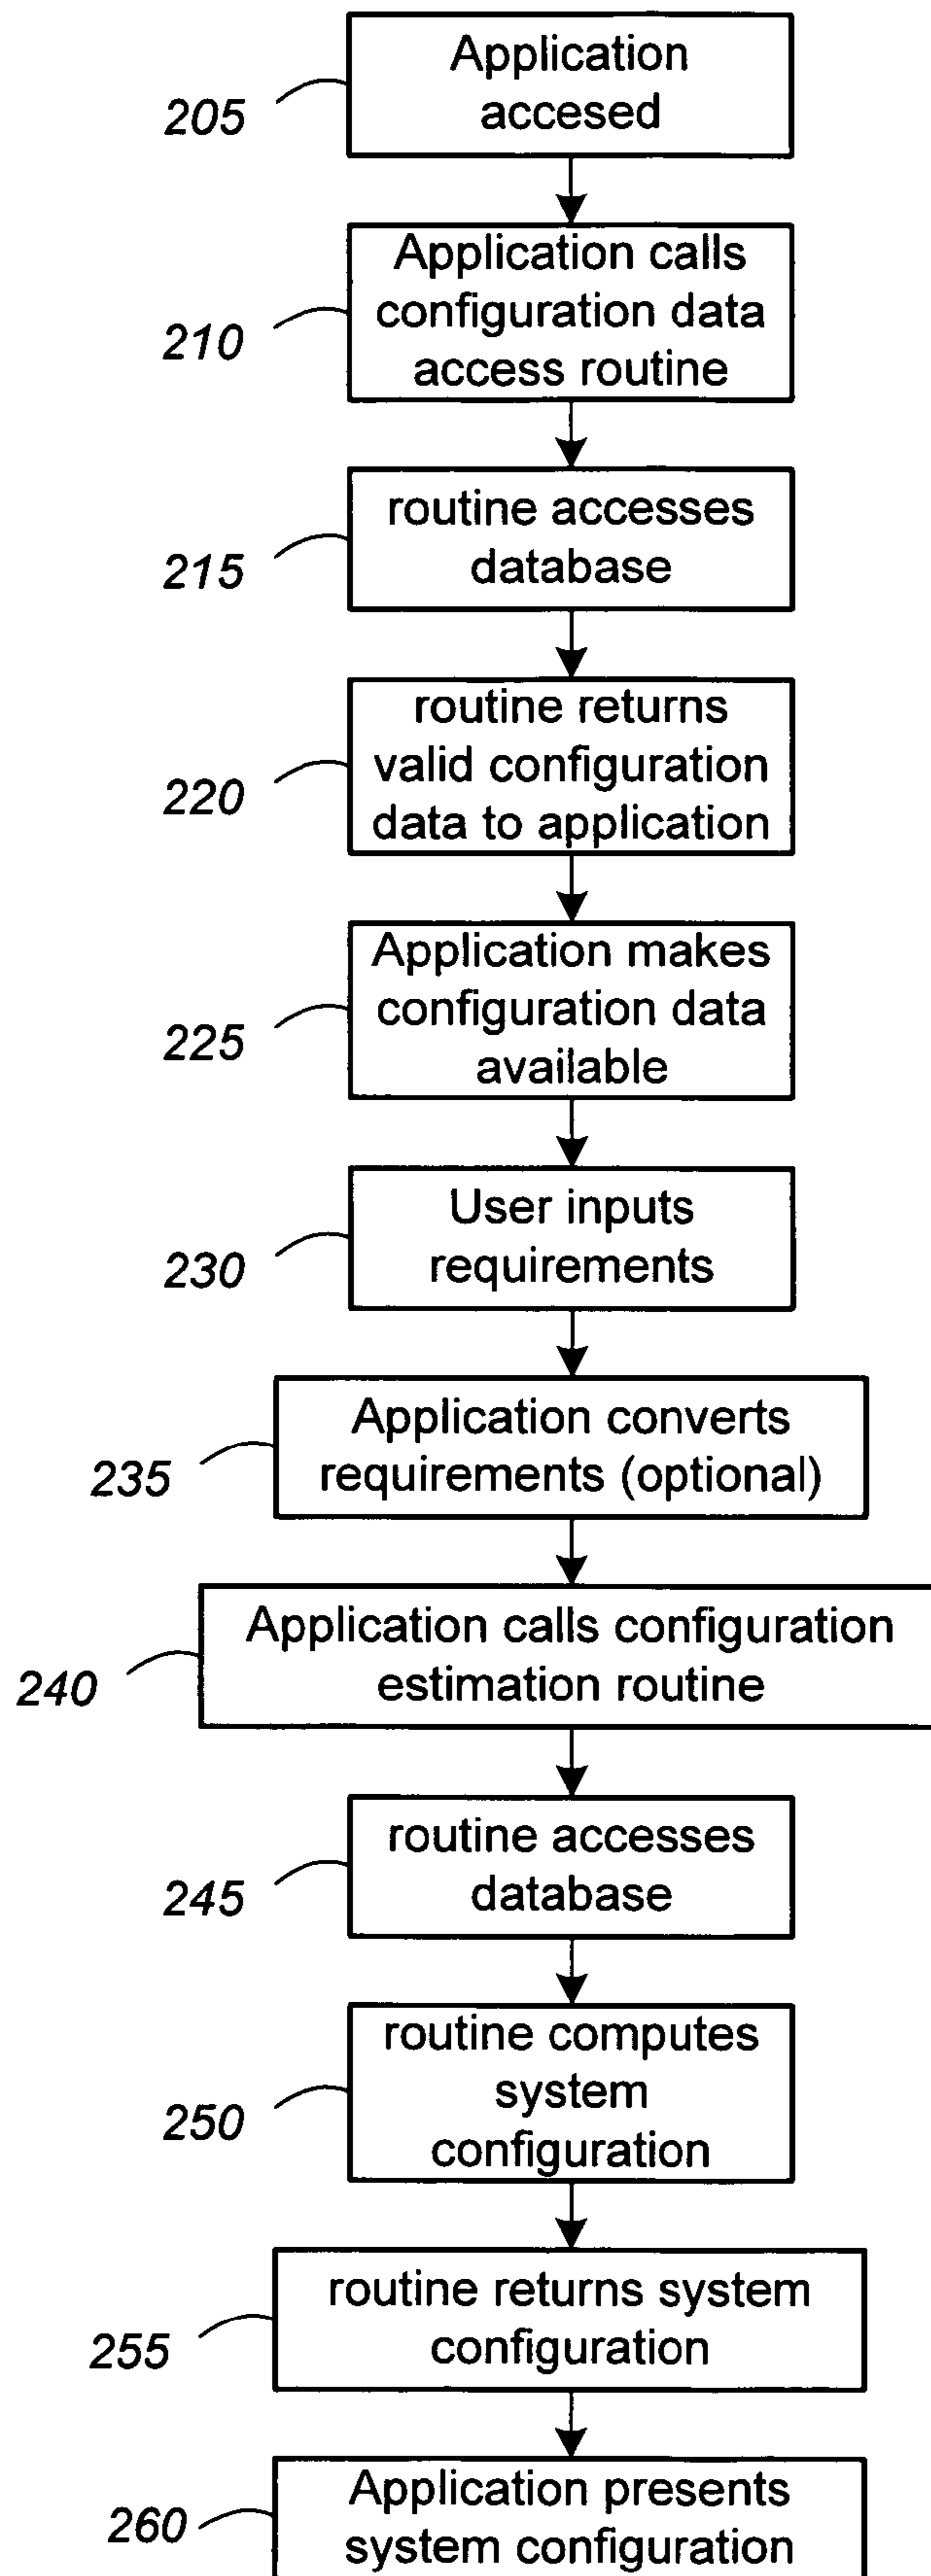 Application
accesed
205
Application calls
configuration data
access routine
210
routine accesses
database
215
routine returns
valid configuration
data to application
220
Application makes
configuration data
available
225
User inputs
requirements
230
Application converts
requirements (optional)
235
Application calls configuration
estimation routine
240
routine accesses
database
245
routine computes
system
configuration
250
routine returns system
configuration
255
Application presents
system configuration
260